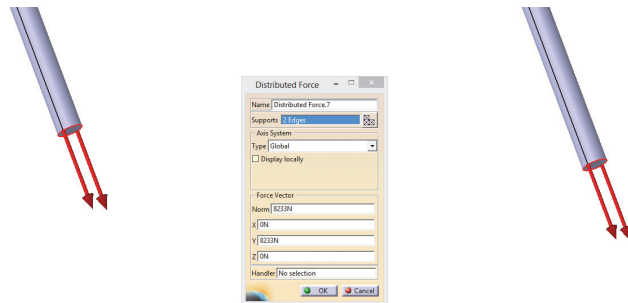 Distributed Force
Name Distributed Force.7
Supports 2 Edges
Axis System
Type Global
Display locally
Force Vector
Norm 8233N
X 0N
Y 8233N
Z 0N
Handler No selection
OK Cancel